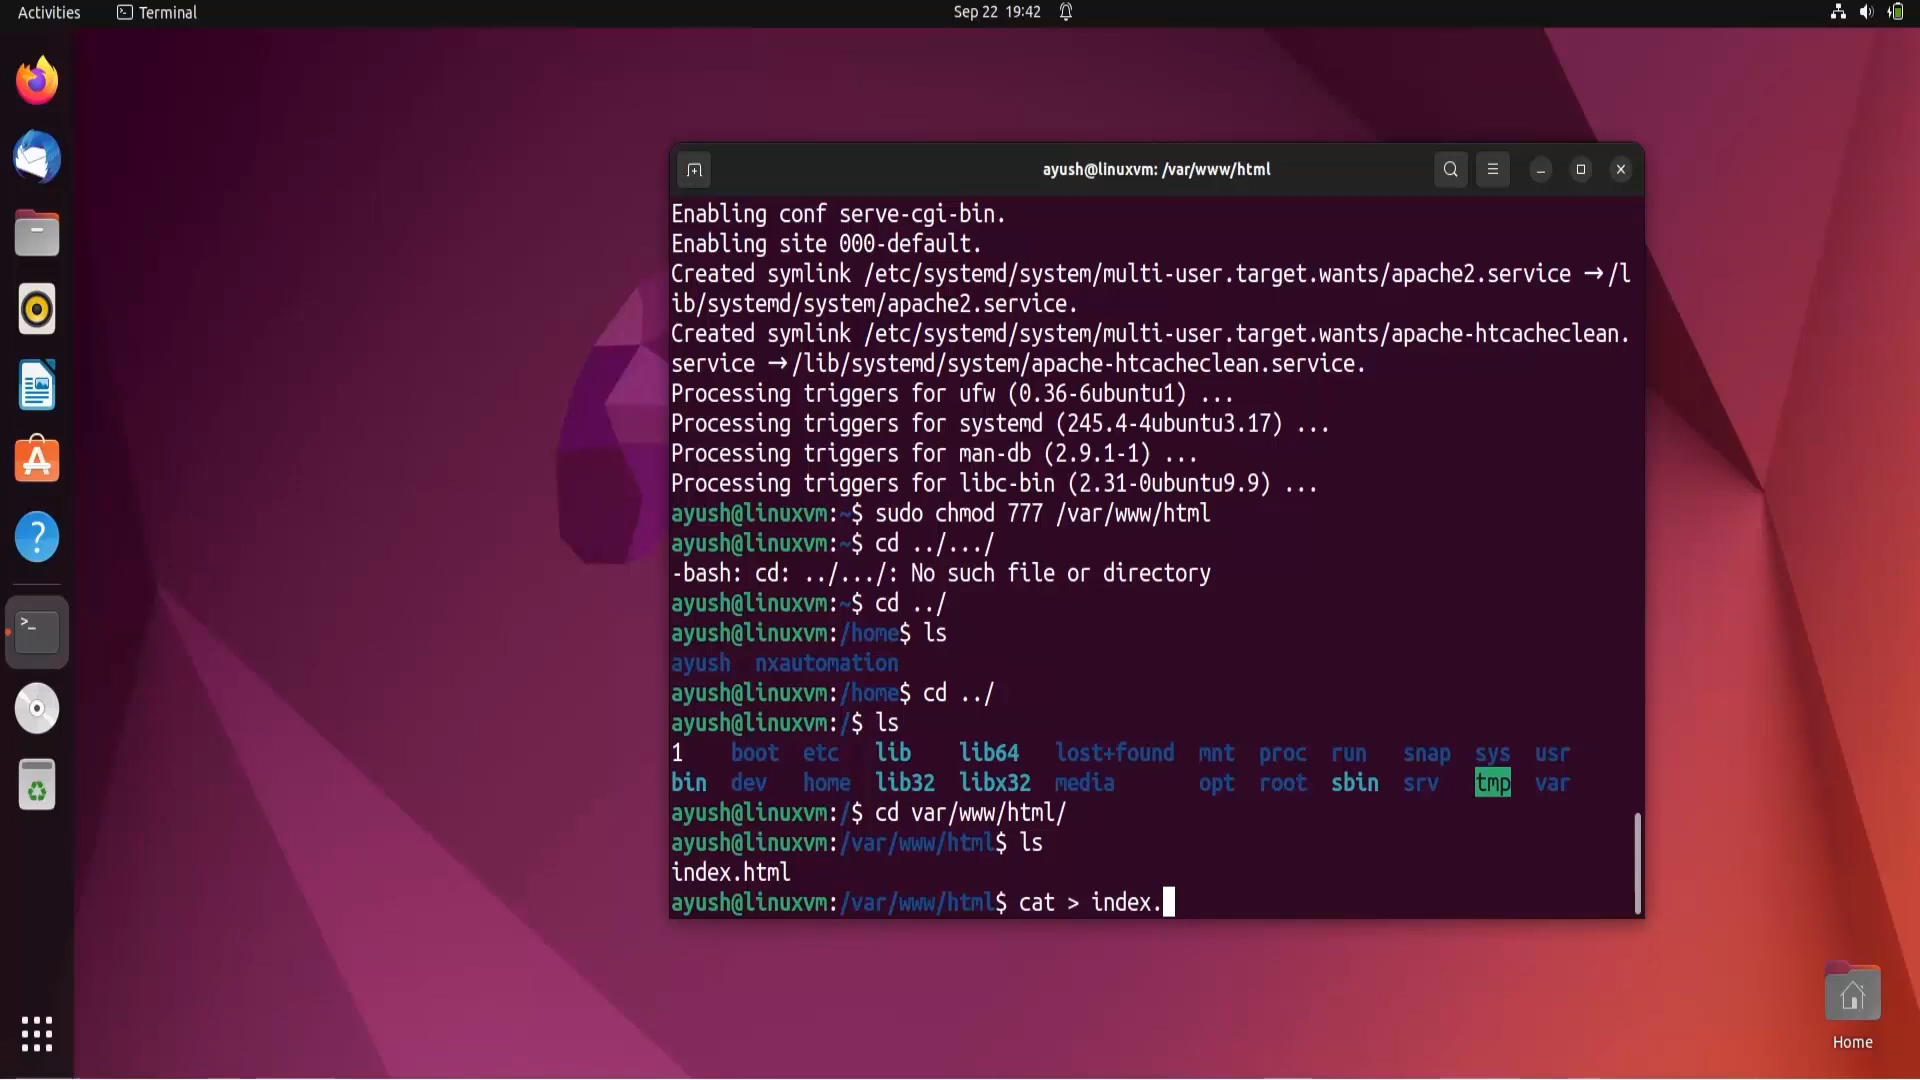 Activities Terminal Sep 22 19:42
ayush@linuxvm: /var/www/html
Enabling conf serve-cgi-bin.
Enabling site 000-default.
Created symlink /etc/systemd/system/multi-user.target.wants/apache2.service → /l
ib/systemd/system/apache2.service.
Created symlink /etc/systemd/system/multi-user.target.wants/apache-htcacheclean.
service → /lib/systemd/system/apache-htcacheclean.service.
Processing triggers for ufw (0.36-6ubuntu1) ...
Processing triggers for systemd (245.4-4ubuntu3.17) ...
Processing triggers for man-db (2.9.1-1) ...
Processing triggers for libc-bin (2.31-0ubuntu9.9) ...
ayush@linuxvm:~$ sudo chmod 777 /var/www/html
ayush@linuxvm:~$ cd ../.../
-bash: cd: ../.../: No such file or directory
ayush@linuxvm:~$ cd ../
ayush@linuxvm:/home$ ls
ayush nxautomation
ayush@linuxvm:/home$ cd ../
ayush@linuxvm:/$ ls
1 boot etc lib lib64 lost+found mnt proc run snap sys usr
bin dev home lib32 libx32 media opt root sbin srv tmp var
ayush@linuxvm:/$ cd var/www/html/
ayush@linuxvm:/var/www/html$ ls
index.html
ayush@linuxvm:/var/www/html$ cat > index.
Home